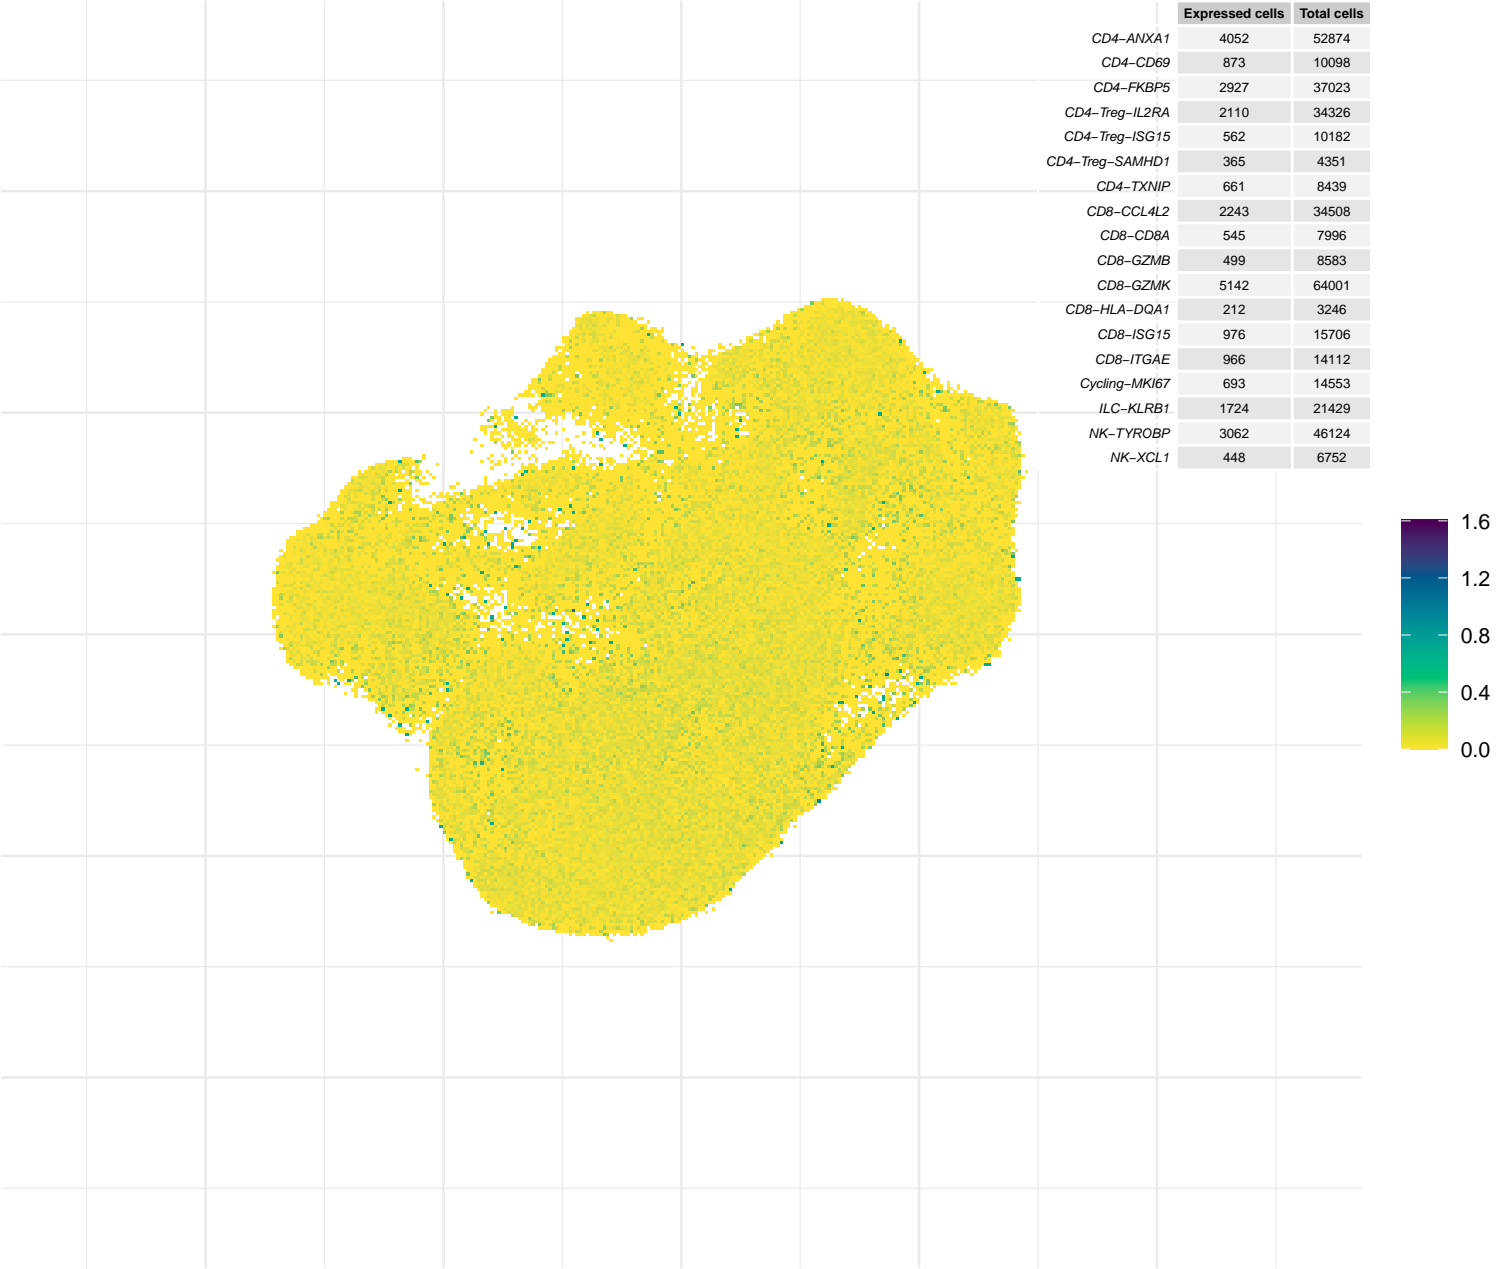 Expressed cells Total cells
CD4−ANXA1 4052 52874
CD4−CD69 873 10098
CD4−FKBP5 2927 37023
CD4−Treg−IL2RA 2110 34326
CD4−Treg−ISG15 562 10182
CD4−Treg−SAMHD1 365 4351
CD4−TXNIP 661 8439
CD8−CCL4L2 2243 34508
CD8−CD8A 545 7996
CD8−GZMB 499 8583
CD8−GZMK 5142 64001
CD8−HLA−DQA1 212 3246
CD8−ISG15 976 15706
CD8−ITGAE 966 14112
Cycling−MKI67 693 14553
ILC−KLRB1 1724 21429
NK−TYROBP 3062 46124
NK−XCL1 448 6752
1.6
1.2
0.8
0.4
0.0